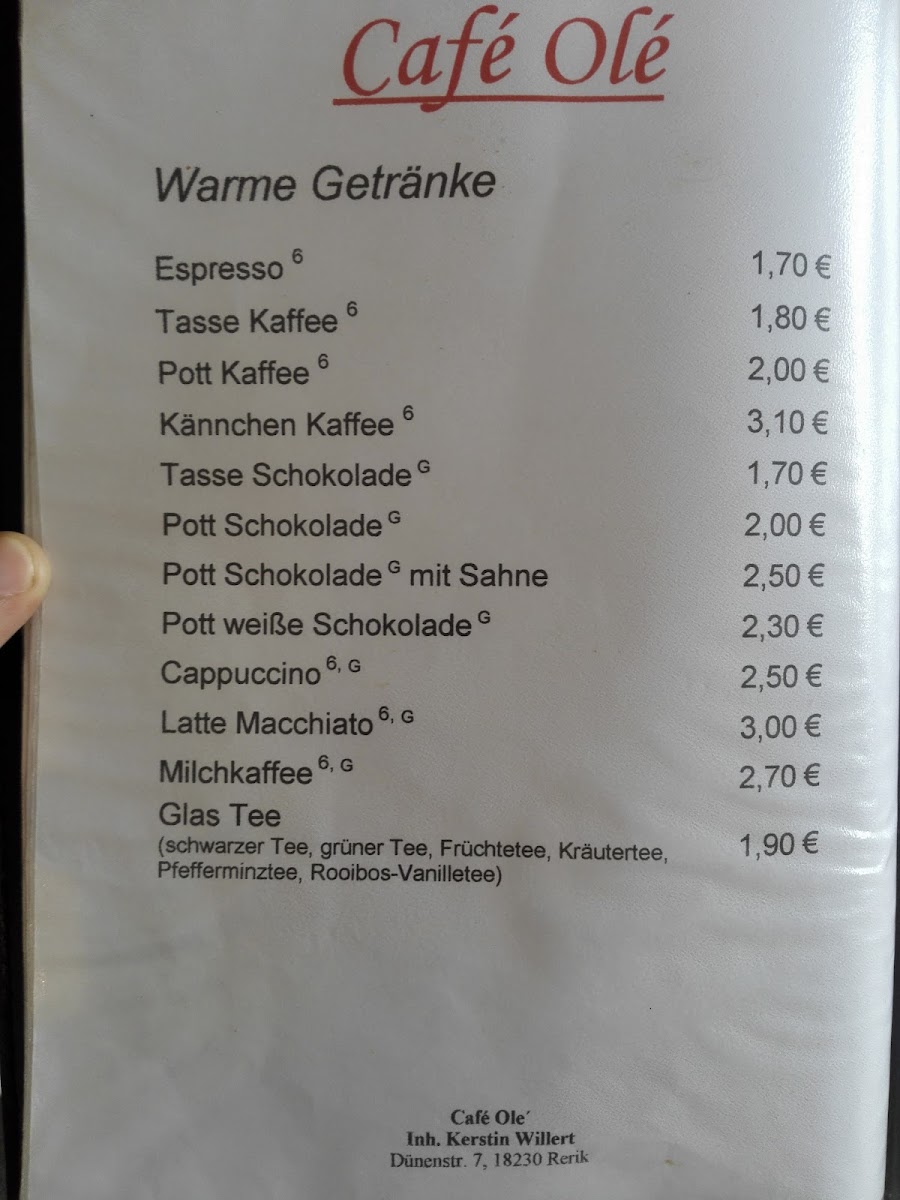 Café Olé
Warme Getränke
Espresso 6 1,70 €
Tasse Kaffee 6 1,80 €
Pott Kaffee 6 2,00 €
Kännchen Kaffee 6 3,10 €
Tasse Schokolade G 1,70 €
Pott Schokolade G 2,00 €
Pott Schokolade G mit Sahne 2,50 €
Pott weiße Schokolade G 2,30 €
Cappuccino 6, G 2,50 €
Latte Macchiato 6, G 3,00 €
Milchkaffee 6, G 2,70 €
Glas Tee
(schwarzer Tee, grüner Tee, Früchtetee, Kräutertee, 1,90 €
Pfefferminztee, Rooibos-Vanilletee)
Café Ole´
Inh. Kerstin Willert
Dünenstr. 7, 18230 Rerik